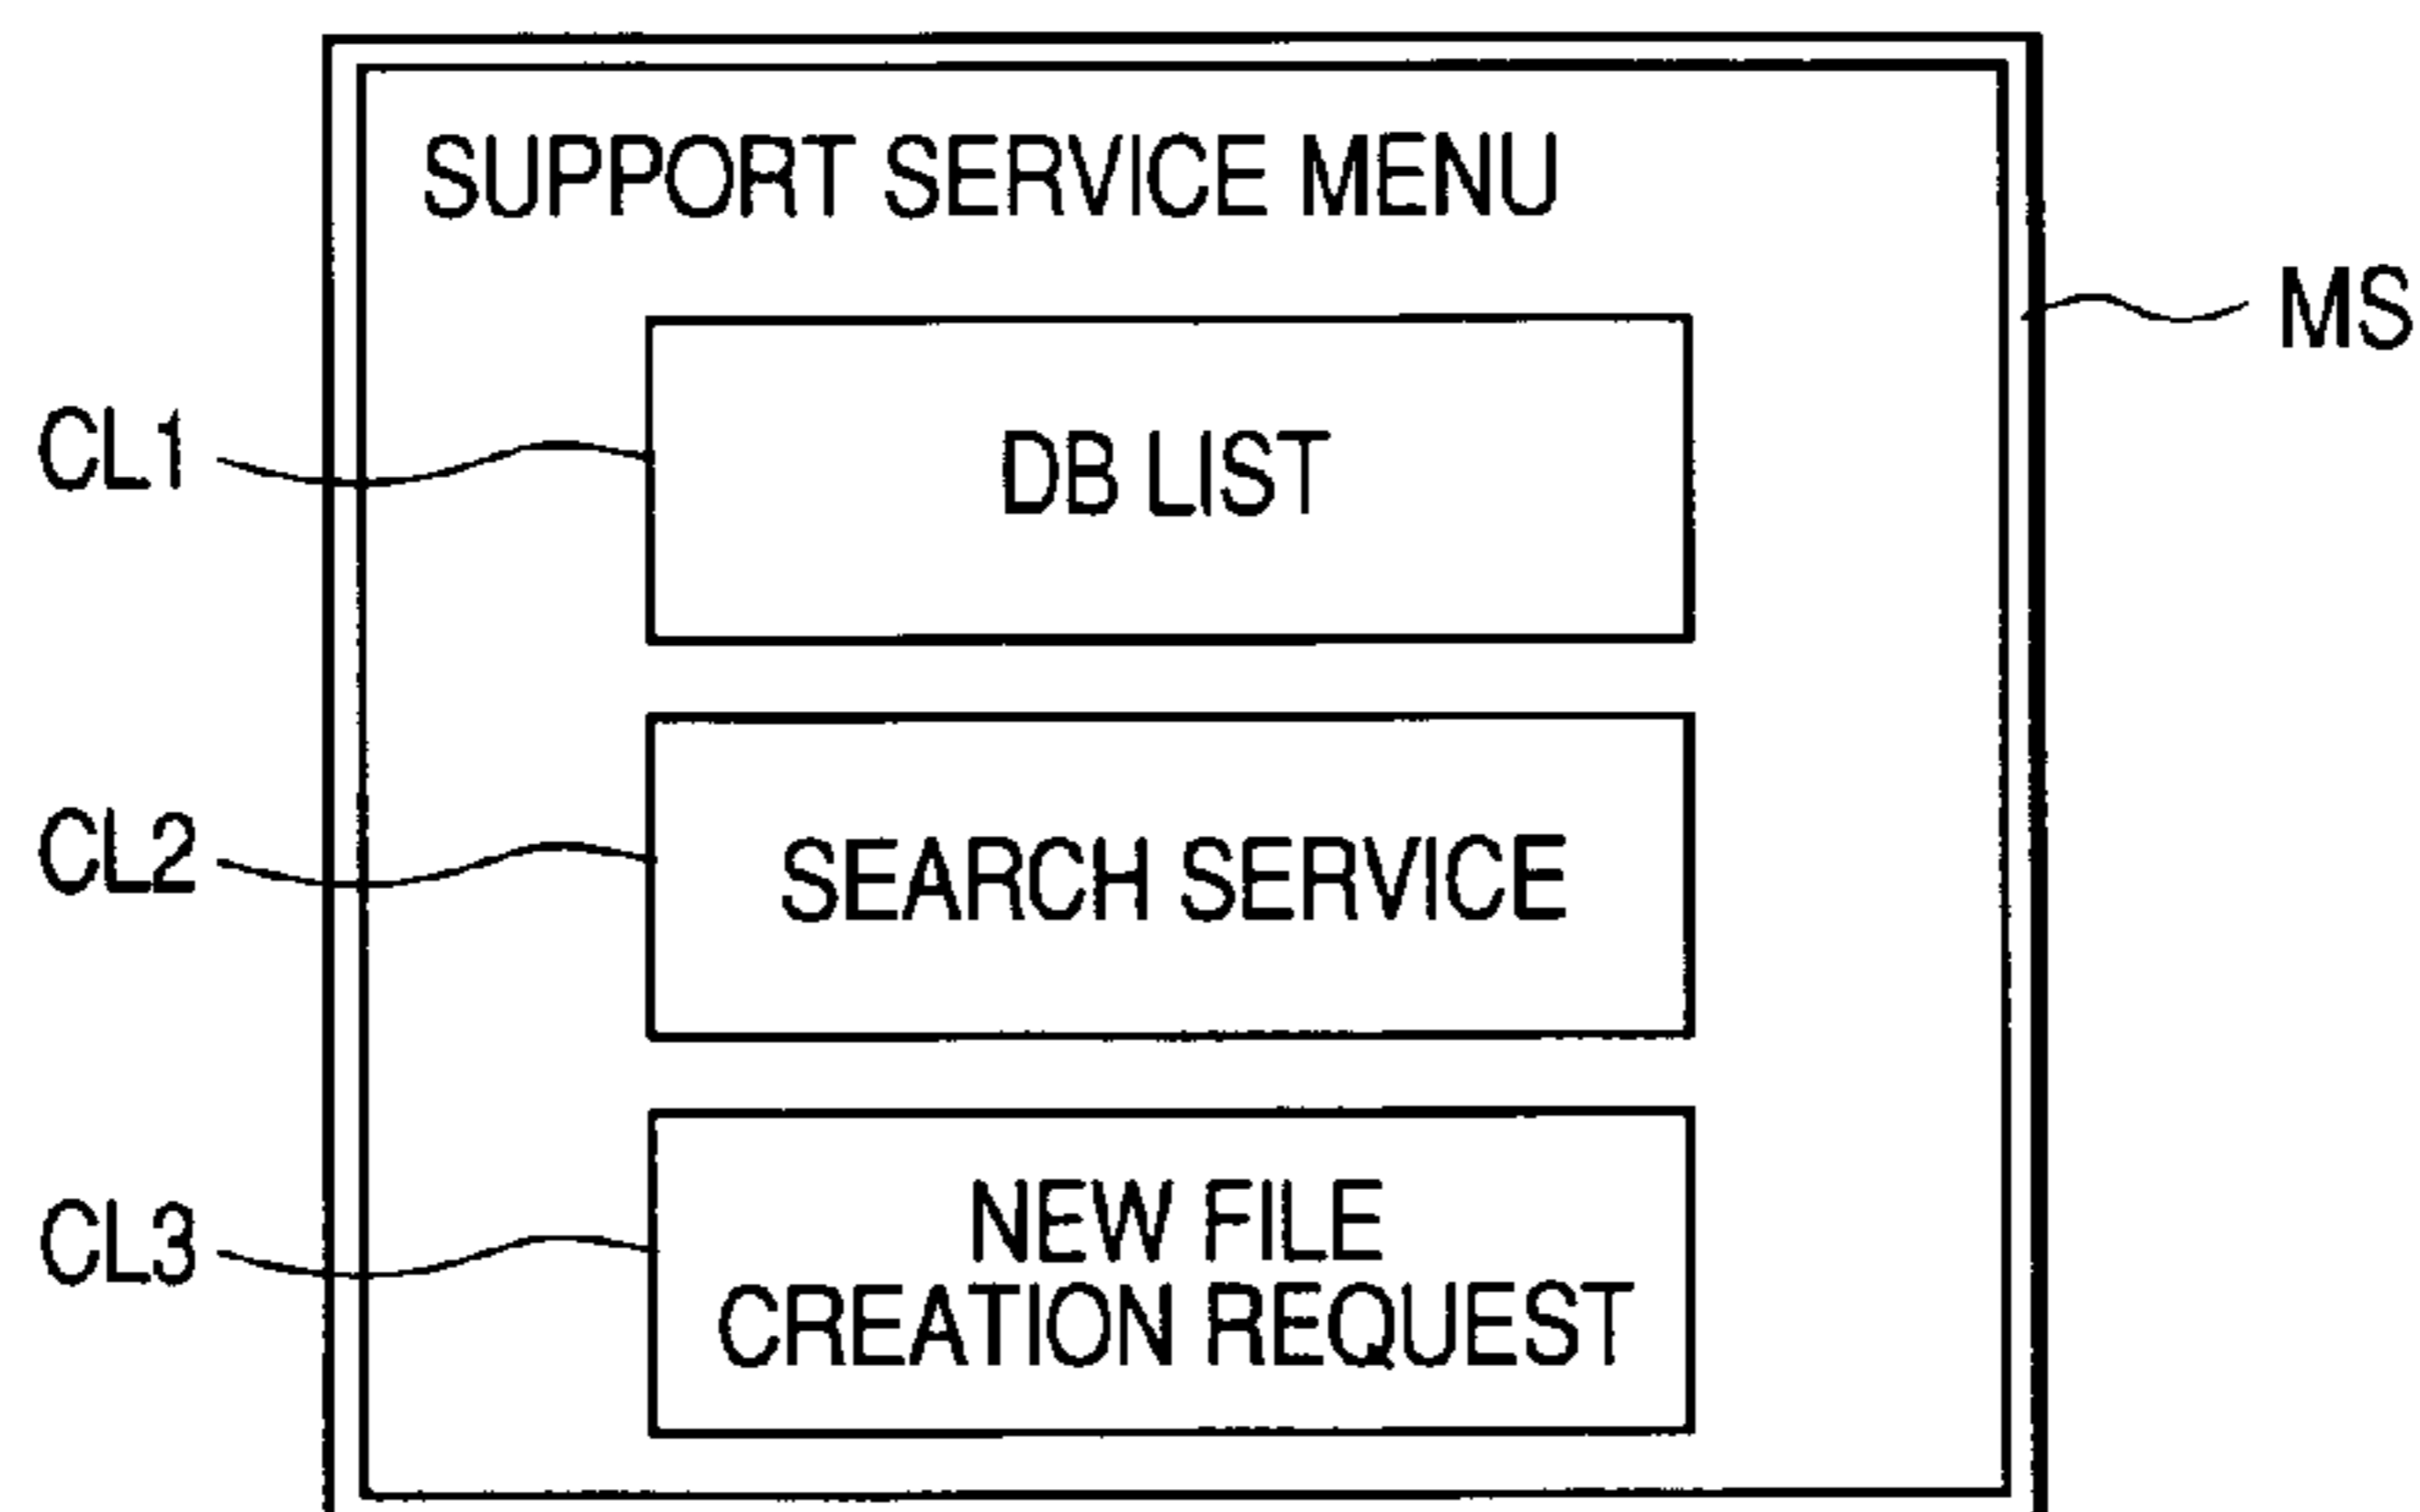 SUPPORT SERVICE MENU
MS
CL1
DB LIST
CL2
SEARCH SERVICE
CL3
NEW FILE
CREATION REQUEST